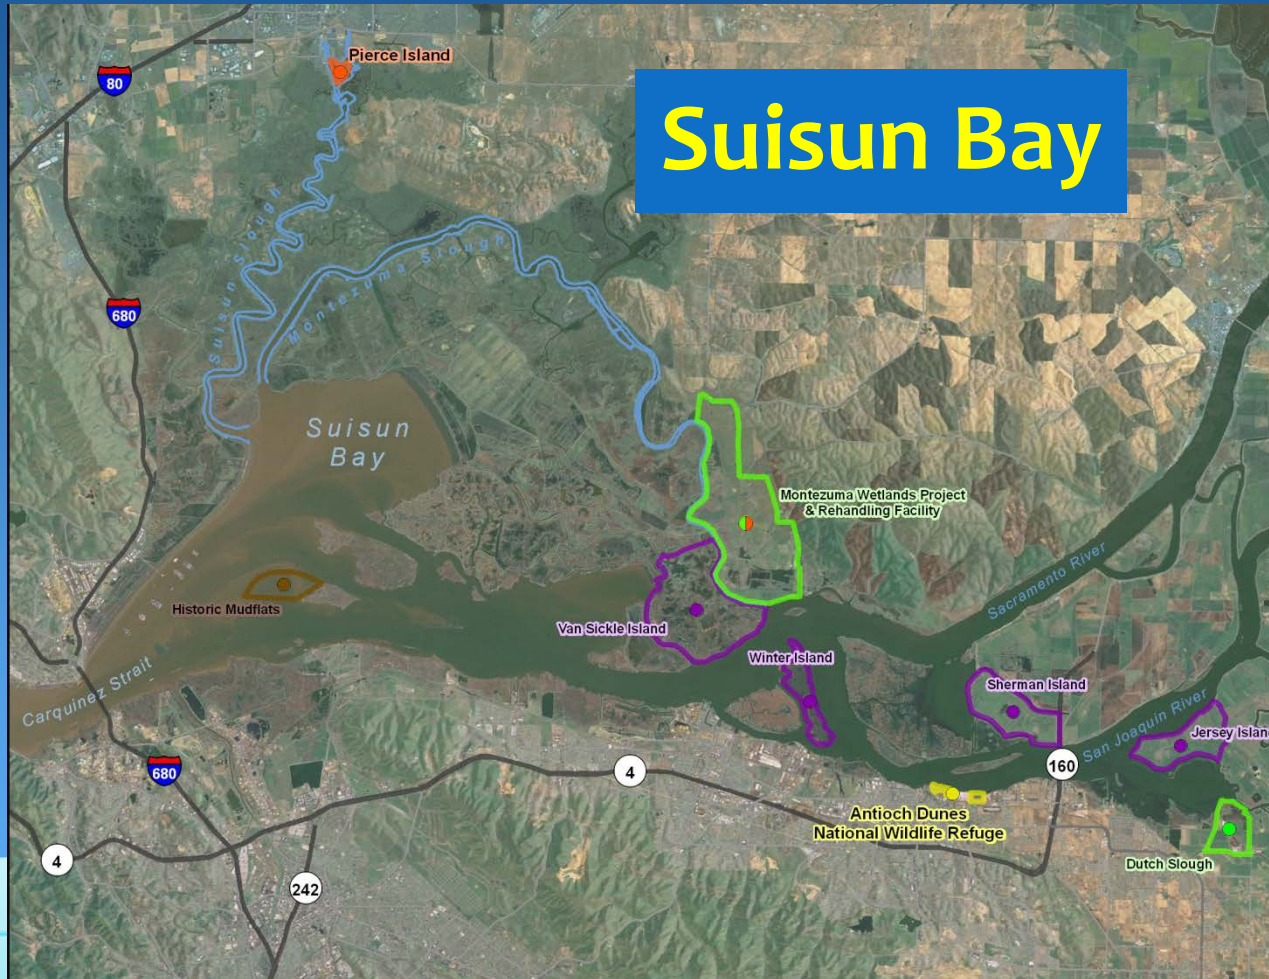 Pierce Island
80
Suisun Bay
Suisun Slough
Montezuma Slough
680
Suisun
Bay
Montezuma Wetlands Project
& Rehandling Facility
Sacramento River
Historic Mudflats
Van Sickle Island
Winter Island
Sherman Island
Carquinez Strait
San Joaquin River
Jersey Islan
680
4
160
Antioch Dunes
National Wildlife Refuge
4
242
Dutch Slough